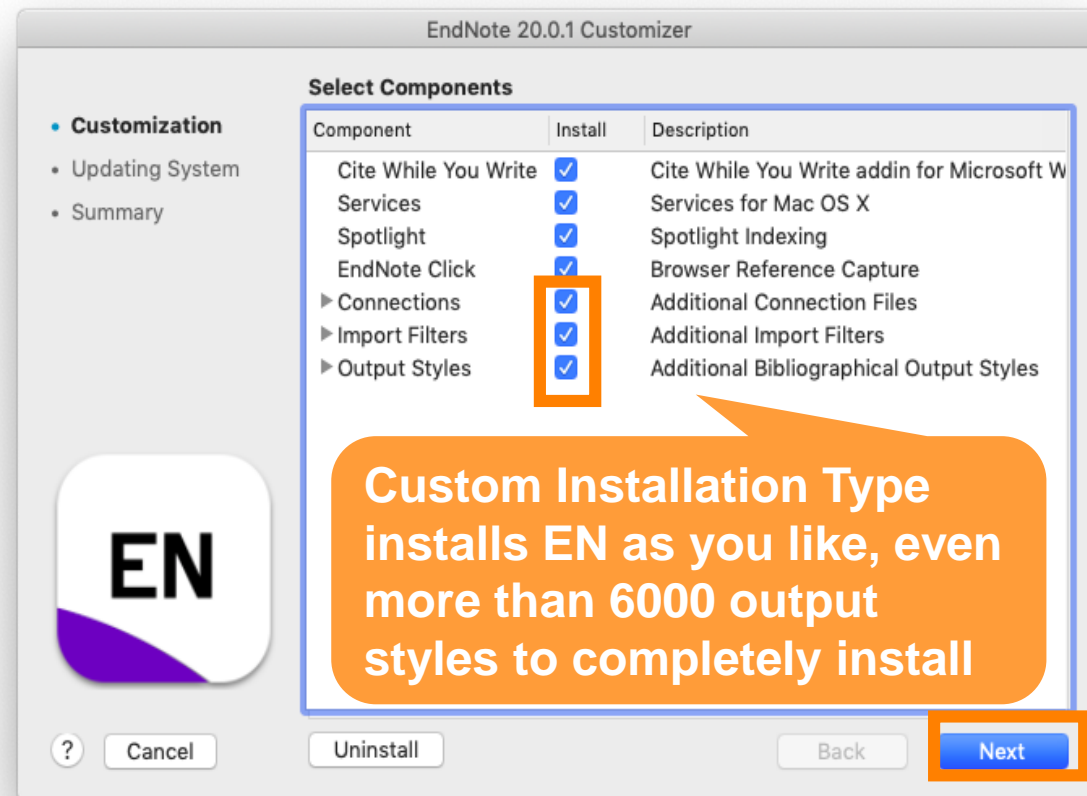 EndNote 20.0.1 Customizer
Select Components
• Customization
• Updating System
• Summary
Component Install Description
Cite While You Write Cite While You Write addin for Microsoft W
Services Services for Mac OS X
Spotlight Spotlight Indexing
EndNote Click Browser Reference Capture
Connections Additional Connection Files
Import Filters Additional Import Filters
Output Styles Additional Bibliographical Output Styles
Custom Installation Type
installs EN as you like, even
more than 6000 output
styles to completely install
EN
? Cancel Uninstall Back Next